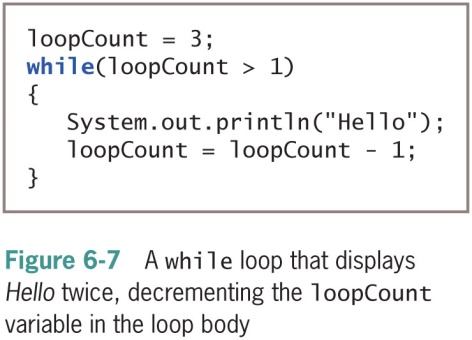 loopCount = 3;
while(loopCount > 1)
{
   System.out.println("Hello");
   loopCount = loopCount - 1;
}
Figure 6-7 A while loop that displays
Hello twice, decrementing the loopCount
variable in the loop body